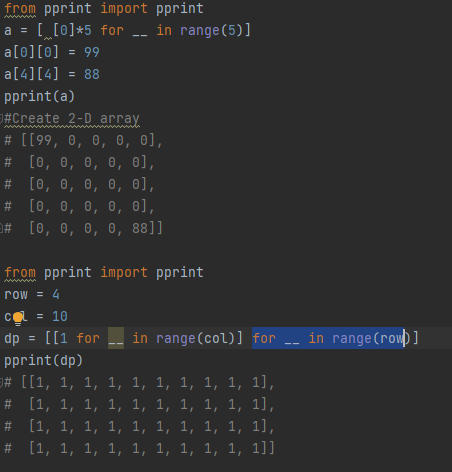 from pprint import pprint
a = [ [0]*5 for __ in range(5)]
a[0][0] = 99
a[4][4] = 88
pprint(a)
#Create 2-D array
# [[99, 0, 0, 0, 0],
#  [0, 0, 0, 0, 0],
#  [0, 0, 0, 0, 0],
#  [0, 0, 0, 0, 0],
#  [0, 0, 0, 0, 88]]
from pprint import pprint
row = 4
col = 10
dp = [[1 for __ in range(col)] for __ in range(row)]
pprint(dp)
# [[1, 1, 1, 1, 1, 1, 1, 1, 1, 1],
#  [1, 1, 1, 1, 1, 1, 1, 1, 1, 1],
#  [1, 1, 1, 1, 1, 1, 1, 1, 1, 1],
#  [1, 1, 1, 1, 1, 1, 1, 1, 1, 1]]